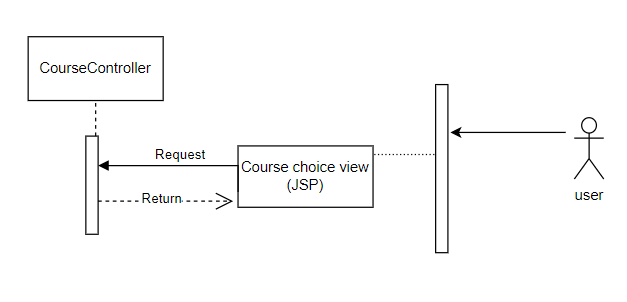 CourseController
Request
Course choice view
(JSP)
Return
user